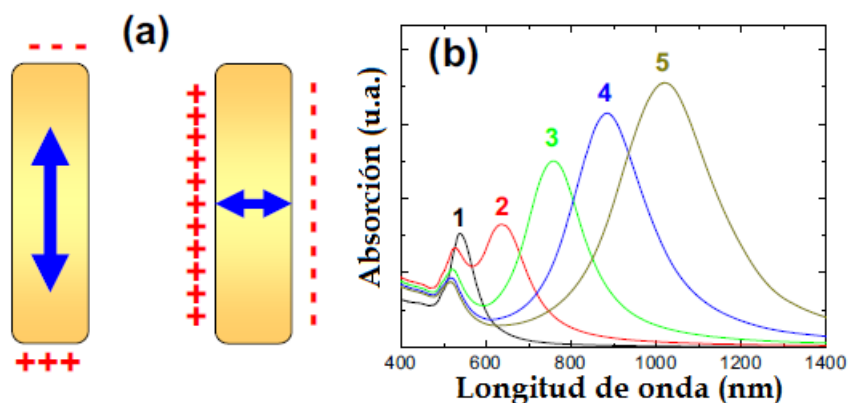 (a)
- - -
+++
+++++++++++
- - - - - - - - - - -
(b)
1
2
3
4
5
Absorción (u.a.)
400 600 800 1000 1200 1400
Longitud de onda (nm)